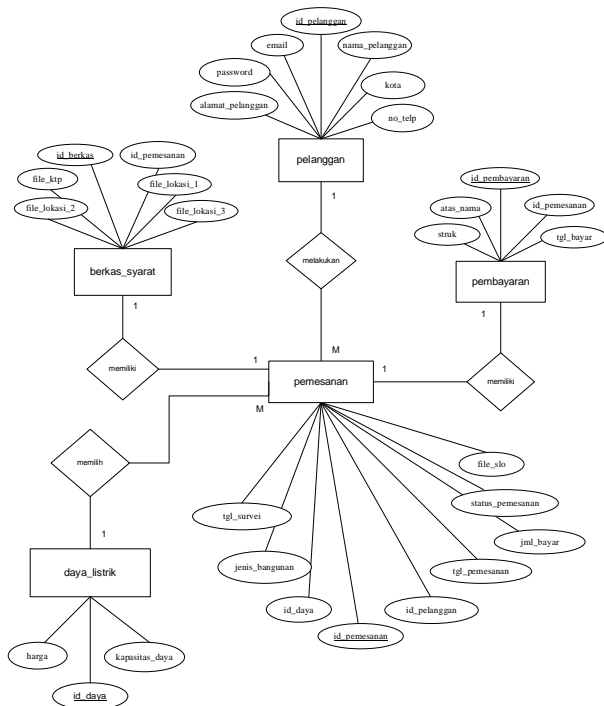 id_pelanggan
email
nama_pelanggan
password
kota
alamat_pelanggan
no_telp
pelanggan
id_berkas
id_pemesanan
file_ktp
file_lokasi_1
file_lokasi_2
file_lokasi_3
berkas_syarat
id_pembayaran
atas_nama
id_pemesanan
struk
tgl_bayar
pembayaran
1
melakukan
M
1
memiliki
1
1
memiliki
1
pemesanan
M
memilih
1
daya_listrik
harga
kapasitas_daya
id_daya
file_slo
status_pemesanan
tgl_survei
jml_bayar
jenis_bangunan
tgl_pemesanan
id_daya
id_pelanggan
id_pemesanan